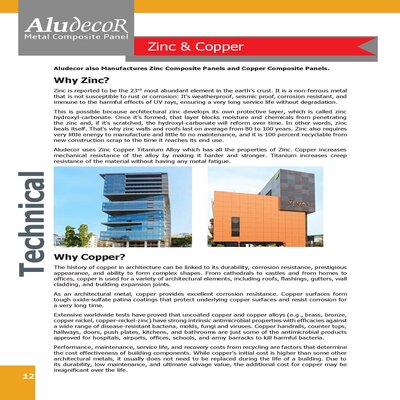 AludecoR
Metal Composite Panel
Zinc & Copper
Aludecor also Manufactures Zinc Composite Panels and Copper Composite Panels.
Why Zinc?
Zinc is reported to be the 23rd most abundant element in the earth's crust. It is a non-ferrous metal
that is not susceptible to rust or corrosion: It's weatherproof, seismic proof, corrosion resistant, and
immune to the harmful effects of UV rays, ensuring a very long service life without degradation.
This is possible because architectural zinc develops its own protective layer, which is called zinc
hydroxyl-carbonate. Once it's formed, that layer blocks moisture and chemicals from penetrating
the zinc and, if it's scratched, the hydroxyl-carbonate will reform over time. In other words, zinc
heals itself. That's why zinc walls and roofs last on average from 80 to 100 years. Zinc also requires
very little energy to manufacture and little to no maintenance, and it is 100 percent recyclable from
new construction scrap to the time it reaches its end use.
Aludecor uses Zinc Copper Titanium Alloy which has all the properties of Zinc. Copper increases
mechanical resistance of the alloy by making it harder and stronger. Titanium increases creep
resistance of the material without having any metal fatigue.
Technical
Why Copper?
The history of copper in architecture can be linked to its durability, corrosion resistance, prestigious
appearance, and ability to form complex shapes. From cathedrals to castles and from homes to
offices, copper is used for a variety of architectural elements, including roofs, flashings, gutters, wall
cladding, and building expansion joints.
As an architectural metal, copper provides excellent corrosion resistance. Copper surfaces form
tough oxide-sulfate patina coatings that protect underlying copper surfaces and resist corrosion for
a very long time.
Extensive worldwide tests have proved that uncoated copper and copper alloys (e.g., brass, bronze,
copper nickel, copper-nickel-zinc) have strong intrinsic antimicrobial properties with efficacies against
a wide range of disease-resistant bacteria, molds, fungi and viruses. Copper handrails, counter tops,
hallways, doors, push plates, kitchens, and bathrooms are just some of the antimicrobial products
approved for hospitals, airports, offices, schools, and army barracks to kill harmful bacteria.
Performance, maintenance, service life, and recovery costs from recycling are factors that determine
the cost effectiveness of building components. While copper's initial cost is higher than some other
architectural metals, it usually does not need to be replaced during the life of a building. Due to
its durability, low maintenance, and ultimate salvage value, the additional cost for copper may be
insignificant over the life.
12